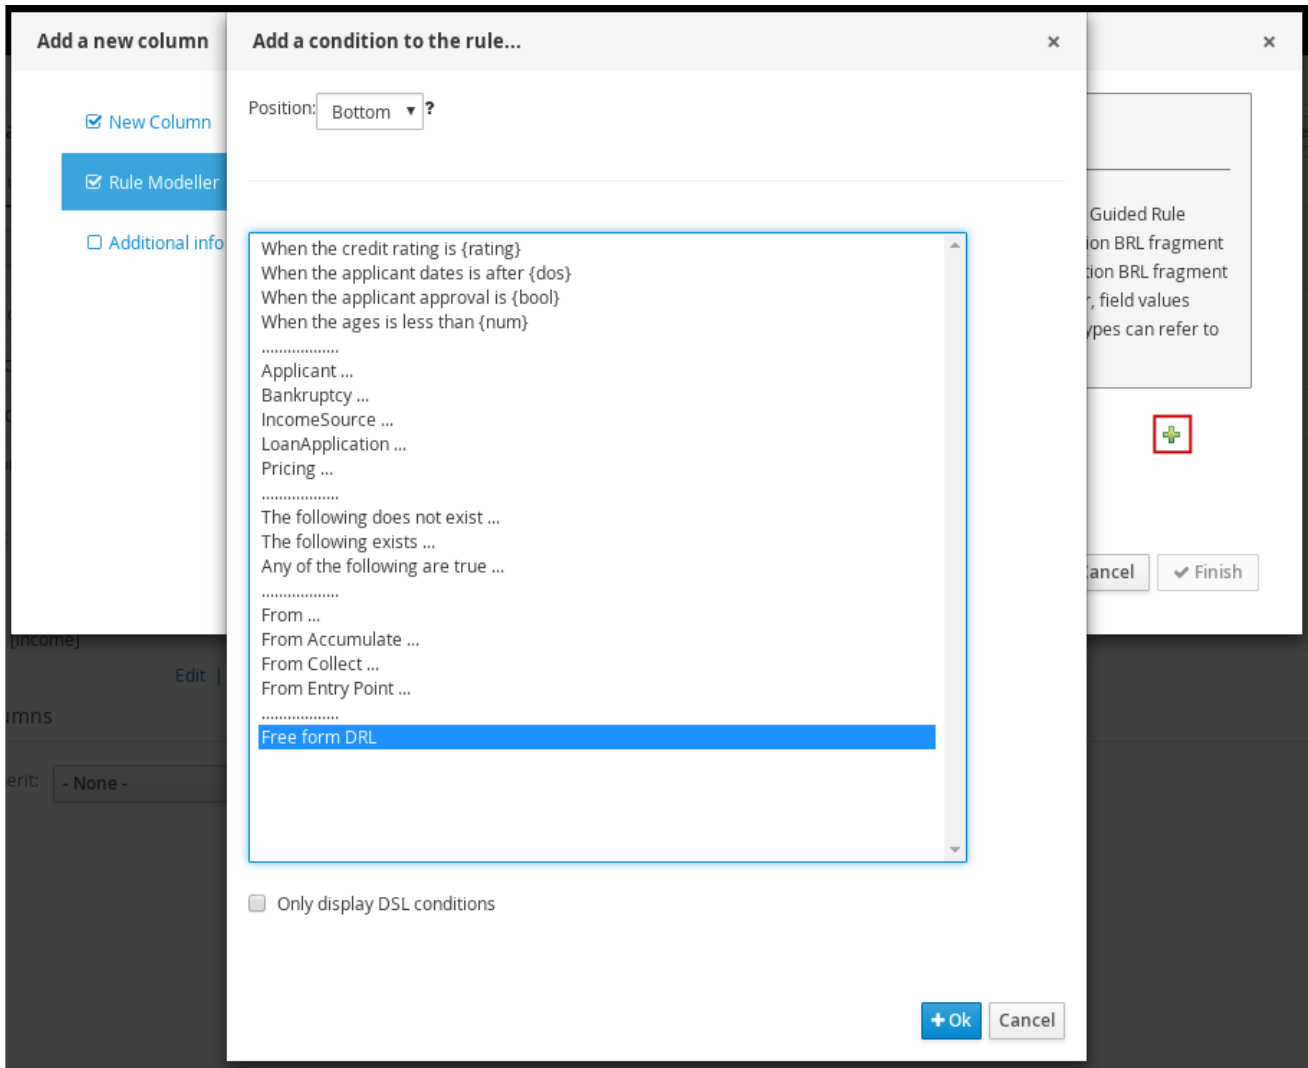 Add a new column
Add a condition to the rule...
Position: Bottom ?
New Column
Rule Modeller
Additional info
When the credit rating is {rating}
When the applicant dates is after {dos}
When the applicant approval is {bool}
When the ages is less than {num}
..................
Applicant ...
Bankruptcy ...
IncomeSource ...
LoanApplication ...
Pricing ...
..................
The following does not exist ...
The following exists ...
Any of the following are true ...
..................
From ...
From Accumulate ...
From Collect ...
From Entry Point ...
..................
Free form DRL
Only display DSL conditions
Ok Cancel
Guided Rule
ion BRL fragment
tion BRL fragment
, field values
ypes can refer to
ancel Finish
[income]
Edit |
umns
erit: - None -